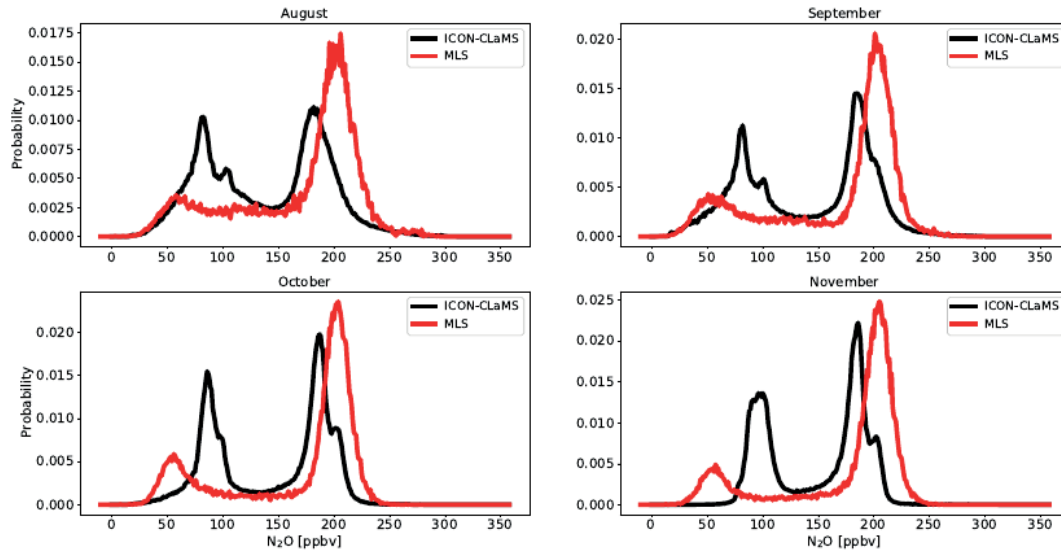 August
Probability
0.0175
0.0150
0.0125
0.0100
0.0075
0.0050
0.0025
0.0000
ICON-CLaMS
MLS
0 50 100 150 200 250 300 350
September
0.020
0.015
0.010
0.005
0.000
ICON-CLaMS
MLS
0 50 100 150 200 250 300 350
October
Probability
0.020
0.015
0.010
0.005
0.000
ICON-CLaMS
MLS
0 50 100 150 200 250 300 350
N₂O [ppbv]
November
0.025
0.020
0.015
0.010
0.005
0.000
ICON-CLaMS
MLS
0 50 100 150 200 250 300 350
N₂O [ppbv]